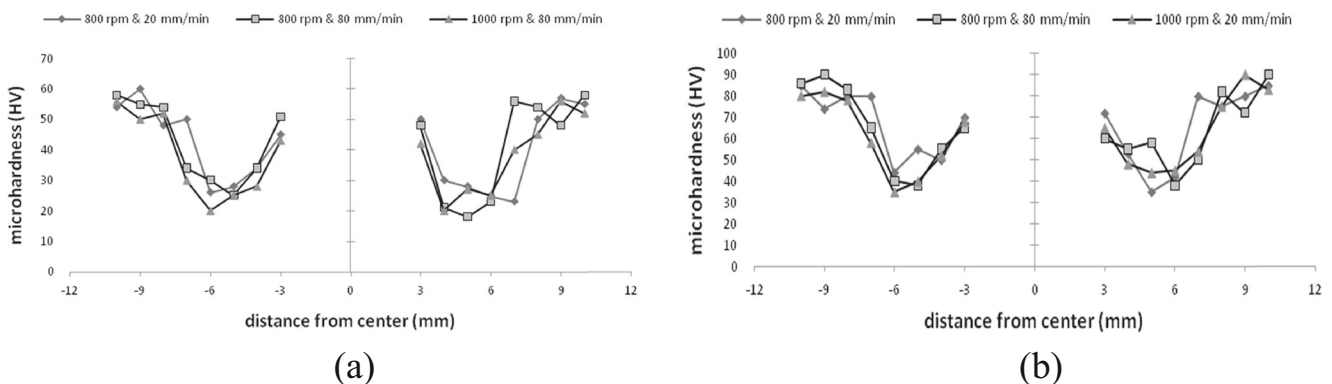 800 rpm & 20 mm/min 800 rpm & 80 mm/min 1000 rpm & 80 mm/min
microhardness (HV)
70
60
50
40
30
20
10
0
-12 -9 -6 -3 0 3 6 9 12
distance from center (mm)
(a)
800 rpm & 20 mm/min 800 rpm & 80 mm/min 1000 rpm & 20 mm/min
microhardness (HV)
100
90
80
70
60
50
40
30
20
10
0
-12 -9 -6 -3 0 3 6 9 12
distance from center (mm)
(b)